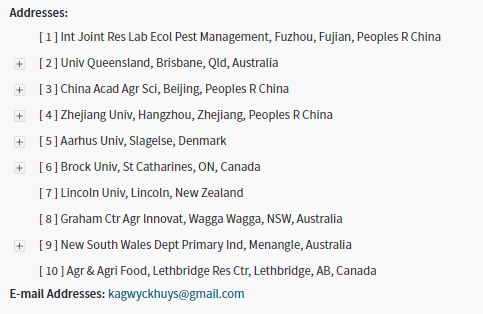 Addresses:
[ 1 ] Int Joint Res Lab Ecol Pest Management, Fuzhou, Fujian, Peoples R China
[ 2 ] Univ Queensland, Brisbane, Qld, Australia
[ 3 ] China Acad Agr Sci, Beijing, Peoples R China
[ 4 ] Zhejiang Univ, Hangzhou, Zhejiang, Peoples R China
[ 5 ] Aarhus Univ, Slagelse, Denmark
[ 6 ] Brock Univ, St Catharines, ON, Canada
[ 7 ] Lincoln Univ, Lincoln, New Zealand
[ 8 ] Graham Ctr Agr Innovat, Wagga Wagga, NSW, Australia
[ 9 ] New South Wales Dept Primary Ind, Menangle, Australia
[ 10 ] Agr & Agri Food, Lethbridge Res Ctr, Lethbridge, AB, Canada
E-mail Addresses: kagwyckhuys@gmail.com